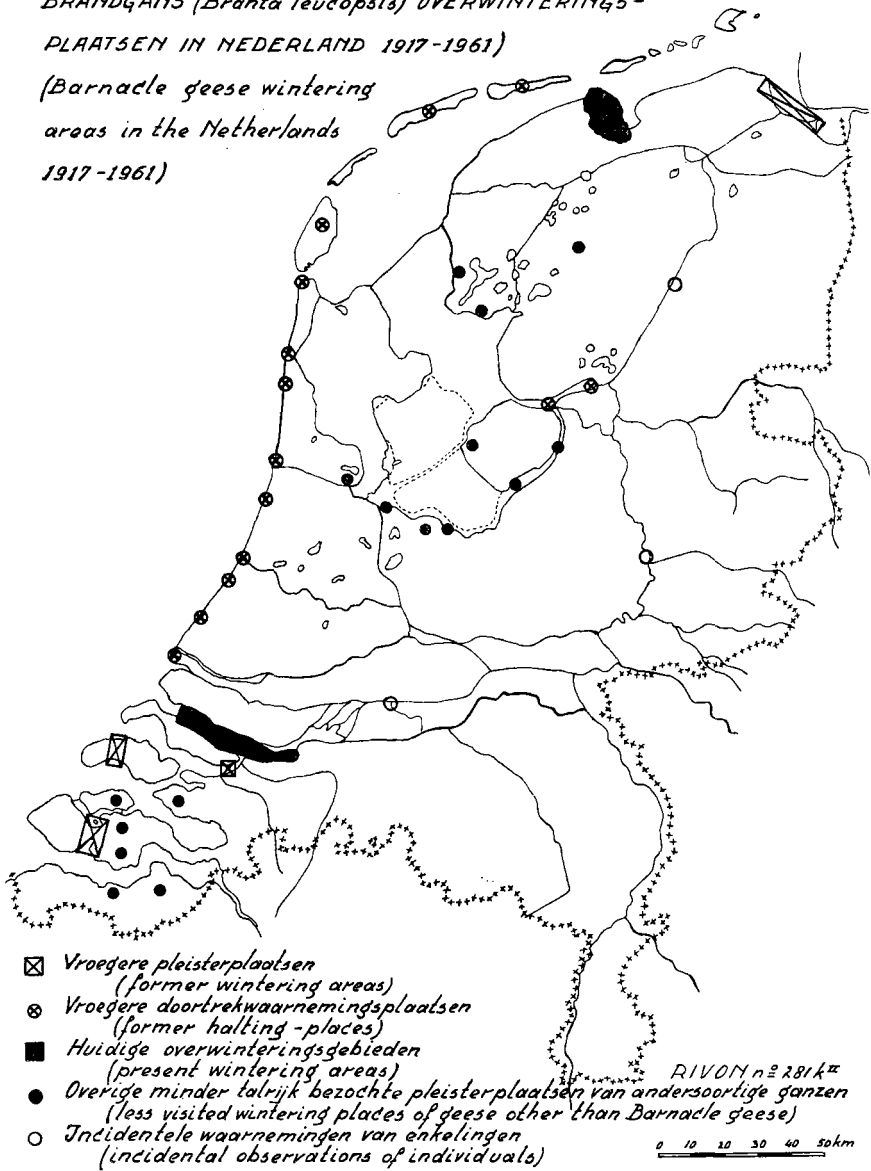 BRANDGANS (Branta leucopsis) OVERWINTERINGS-
PLAATSEN IN NEDERLAND 1917-1961)
(Barnacle geese wintering
areas in the Netherlands
1917-1961)
Vroegere pleisterplaatsen
(former wintering areas)
Vroegere doortrekwaarnemingsplaatsen
(former halting-places)
Huidige overwinteringsgebieden
(present wintering areas)
RIVON nº 281k II
Overige minder talrijk bezochte pleisterplaatsen van andersoortige ganzen
(less visited wintering places of geese other than Barnacle geese)
Incidentele waarnemingen van enkelingen
(incidental observations of individuals)
0 10 20 30 40 50km